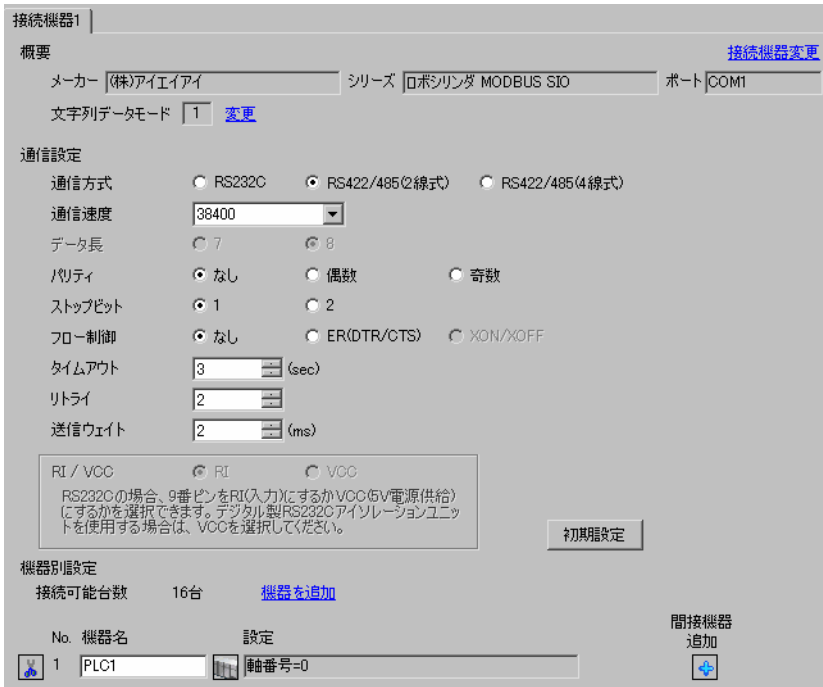 接続機器1
概要 接続機器変更
メーカー (株)アイエイアイ シリーズ ロボシリンダ MODBUS SIO ポート COM1
文字列データモード 1 変更
通信設定
通信方式 RS232C RS422/485(2線式) RS422/485(4線式)
通信速度 38400
データ長 7 8
パリティ なし 偶数 奇数
ストップビット 1 2
フロー制御 なし ER(DTR/CTS) XON/XOFF
タイムアウト 3 (sec)
リトライ 2
送信ウェイト 2 (ms)
RI / VCC RI VCC
RS232Cの場合、9番ピンをRI(入力)にするかVCC(5V電源供給)
にするかを選択できます。デジタル製RS232Cアイソレーションユニッ
トを使用する場合は、VCCを選択してください。
初期設定
機器別設定
接続可能台数 16台 機器を追加
間接機器
追加
No. 機器名 設定
1 PLC1 軸番号=0